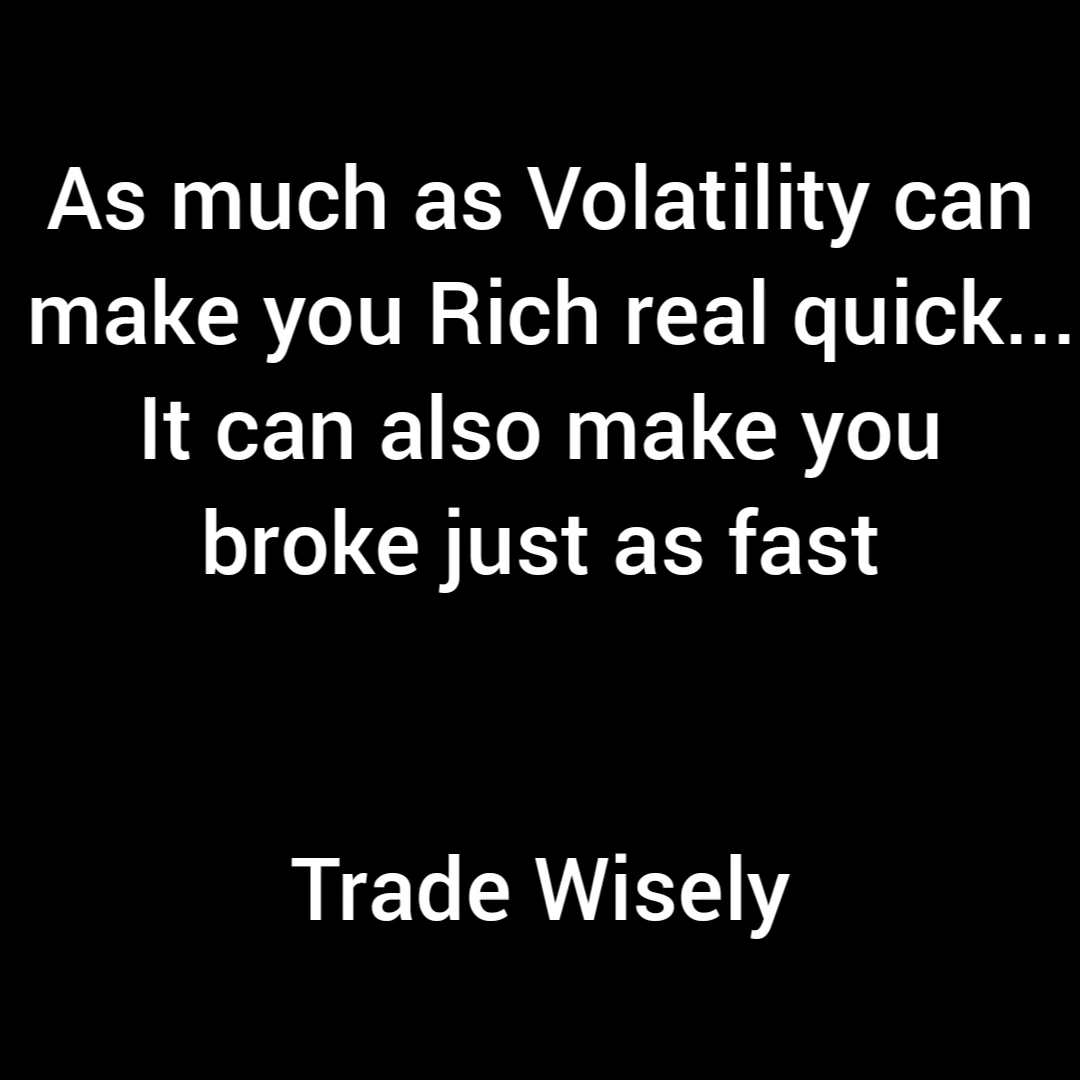 As much as Volatility can
make you Rich real quick...
It can also make you
broke just as fast
Trade Wisely